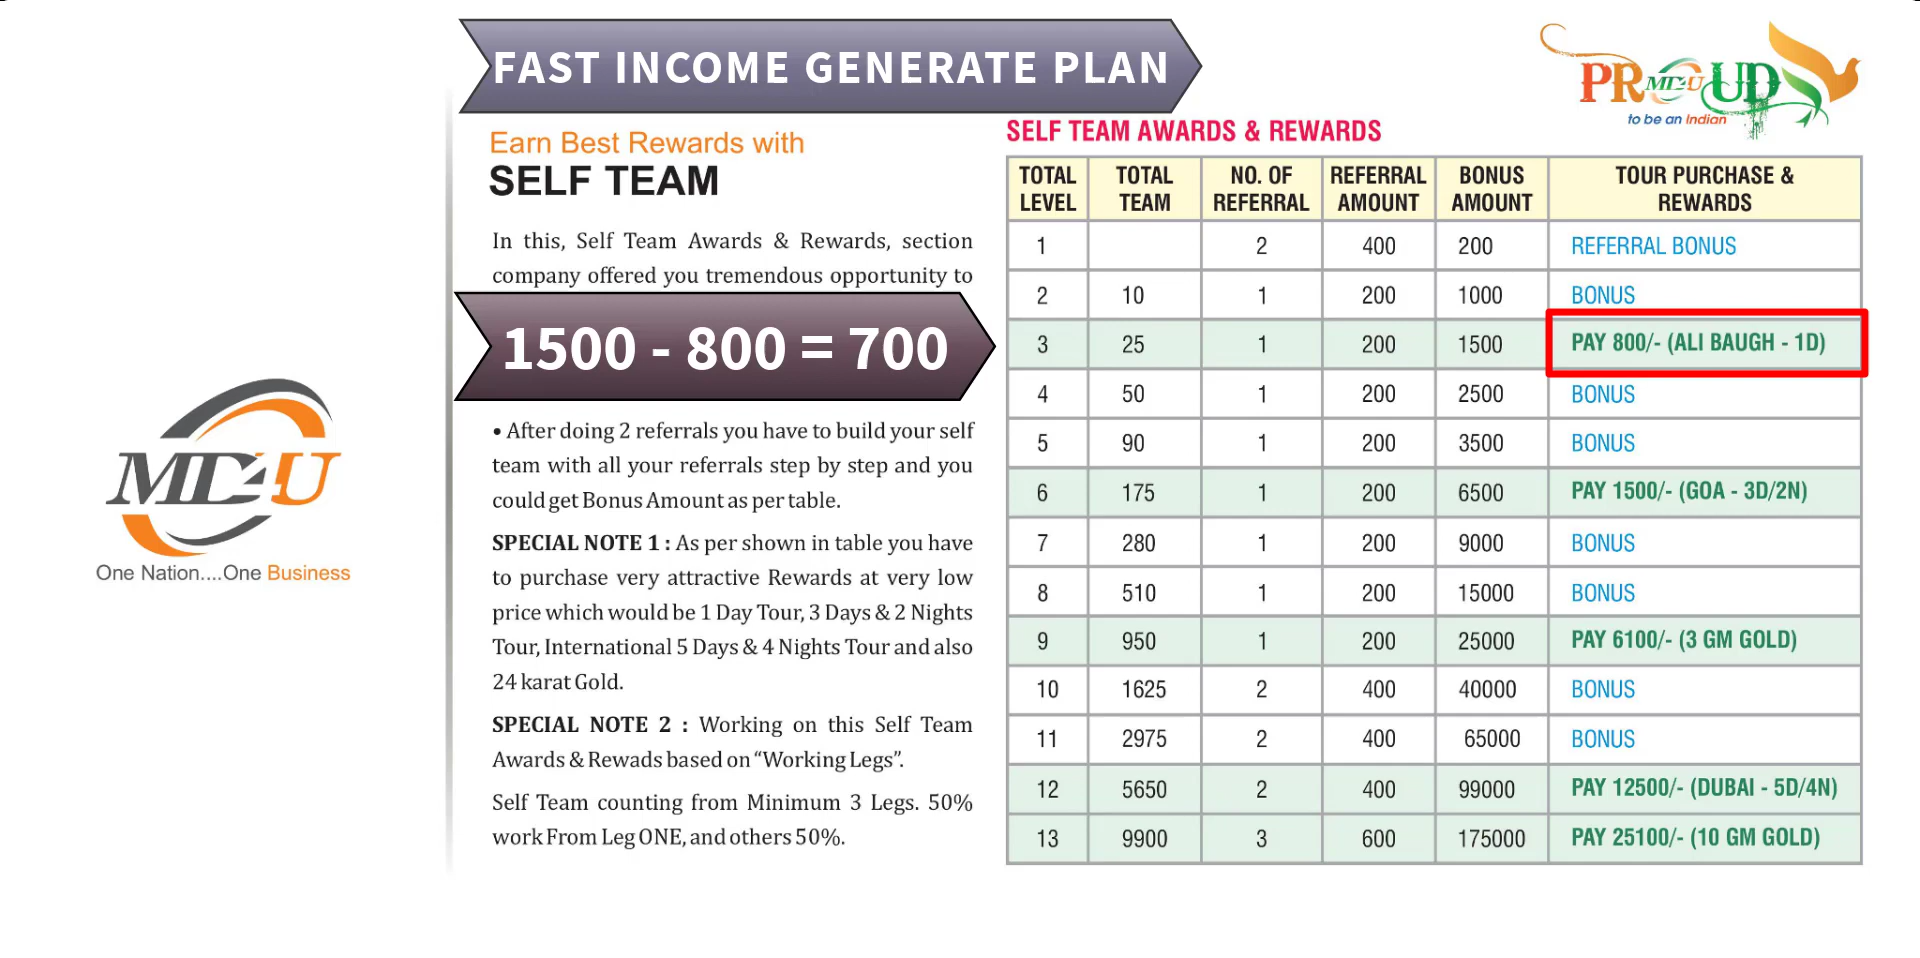 FAST INCOME GENERATE PLAN
PROUD
MD4U
to be an Indian
Earn Best Rewards with
SELF TEAM
In this, Self Team Awards & Rewards, section
company offered you tremendous opportunity to
1500 - 800 = 700
• After doing 2 referrals you have to build your self
team with all your referrals step by step and you
could get Bonus Amount as per table.
SPECIAL NOTE 1 : As per shown in table you have
to purchase very attractive Rewards at very low
price which would be 1 Day Tour, 3 Days & 2 Nights
Tour, International 5 Days & 4 Nights Tour and also
24 karat Gold.
SPECIAL NOTE 2 : Working on this Self Team
Awards & Rewads based on “Working Legs”.
Self Team counting from Minimum 3 Legs. 50%
work From Leg ONE, and others 50%.
MD4U
One Nation....One Business
SELF TEAM AWARDS & REWARDS
TOTAL LEVEL TOTAL TEAM NO. OF REFERRAL REFERRAL AMOUNT BONUS AMOUNT TOUR PURCHASE & REWARDS
1 2 400 200 REFERRAL BONUS
2 10 1 200 1000 BONUS
3 25 1 200 1500 PAY 800/- (ALI BAUGH - 1D)
4 50 1 200 2500 BONUS
5 90 1 200 3500 BONUS
6 175 1 200 6500 PAY 1500/- (GOA - 3D/2N)
7 280 1 200 9000 BONUS
8 510 1 200 15000 BONUS
9 950 1 200 25000 PAY 6100/- (3 GM GOLD)
10 1625 2 400 40000 BONUS
11 2975 2 400 65000 BONUS
12 5650 2 400 99000 PAY 12500/- (DUBAI - 5D/4N)
13 9900 3 600 175000 PAY 25100/- (10 GM GOLD)